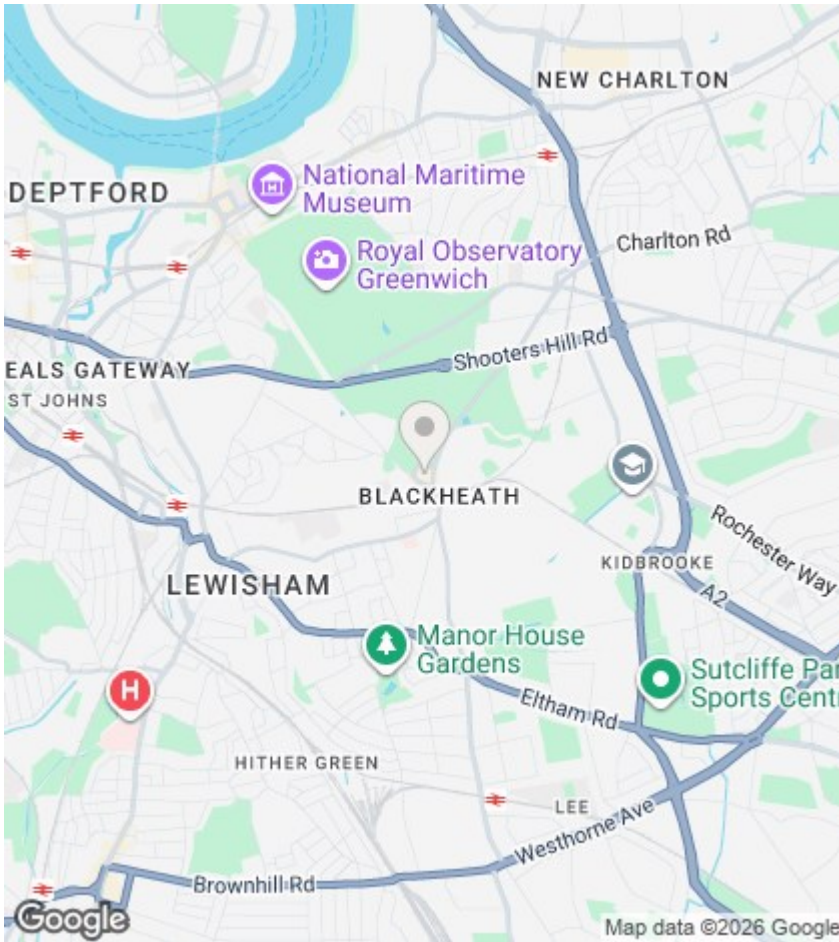 NEW CHARLTON
National Maritime
Museum
DEPTFORD
Charlton Rd
Royal Observatory
Greenwich
Shooters Hill Rd
EALS GATEWAY
ST JOHNS
BLACKHEATH
Rochester Way
KIDBROOKE
LEWISHAM
A2
Manor House
Gardens
Sutcliffe Par
Sports Centr
Eltham Rd
HITHER GREEN
LEE
Westhorne Ave
H
Brownhill Rd
Google
Map data ©2026 Google